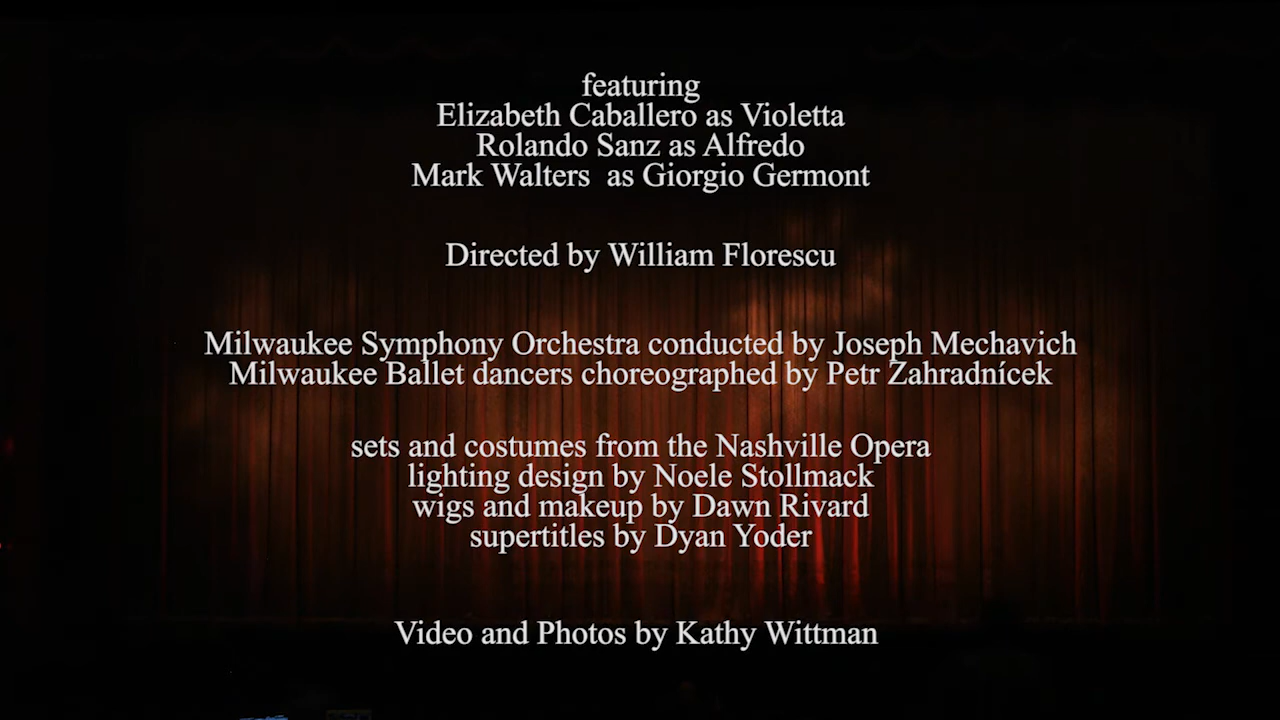 featuring
Elizabeth Caballero as Violetta
Rolando Sanz as Alfredo
Mark Walters  as Giorgio Germont
Directed by William Florescu
Milwaukee Symphony Orchestra conducted by Joseph Mechavich
Milwaukee Ballet dancers choreographed by Petr Zahradnícek
sets and costumes from the Nashville Opera
lighting design by Noele Stollmack
wigs and makeup by Dawn Rivard
supertitles by Dyan Yoder
Video and Photos by Kathy Wittman